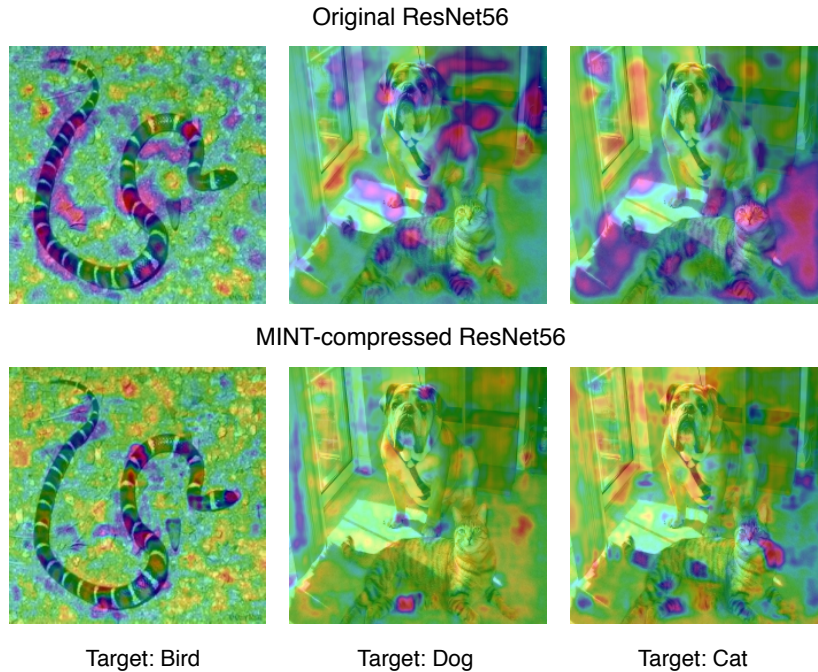 Original ResNet56
MINT-compressed ResNet56
Target: Bird
Target: Dog
Target: Cat